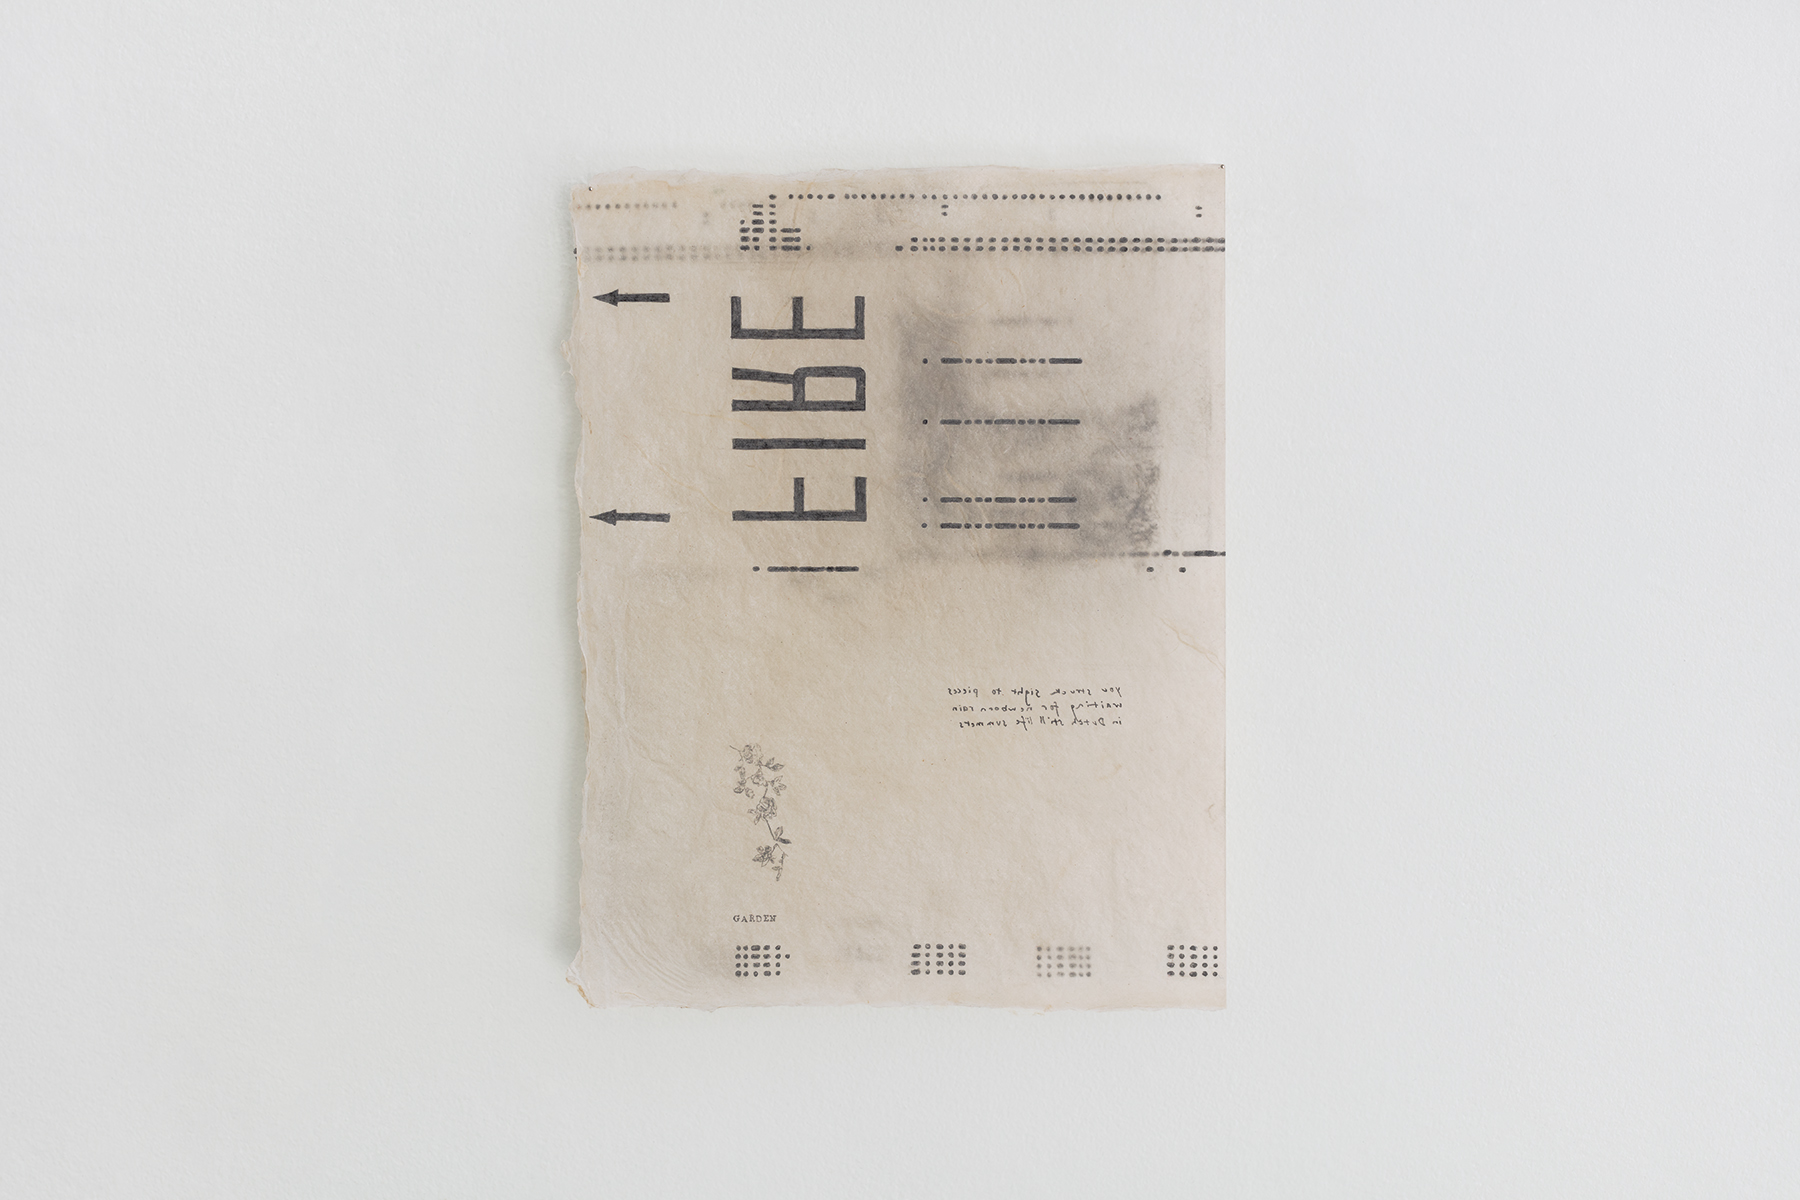 FIRE
you struck sight to pieces
waiting for newborn rain
in Dutch still life summers
GARDEN